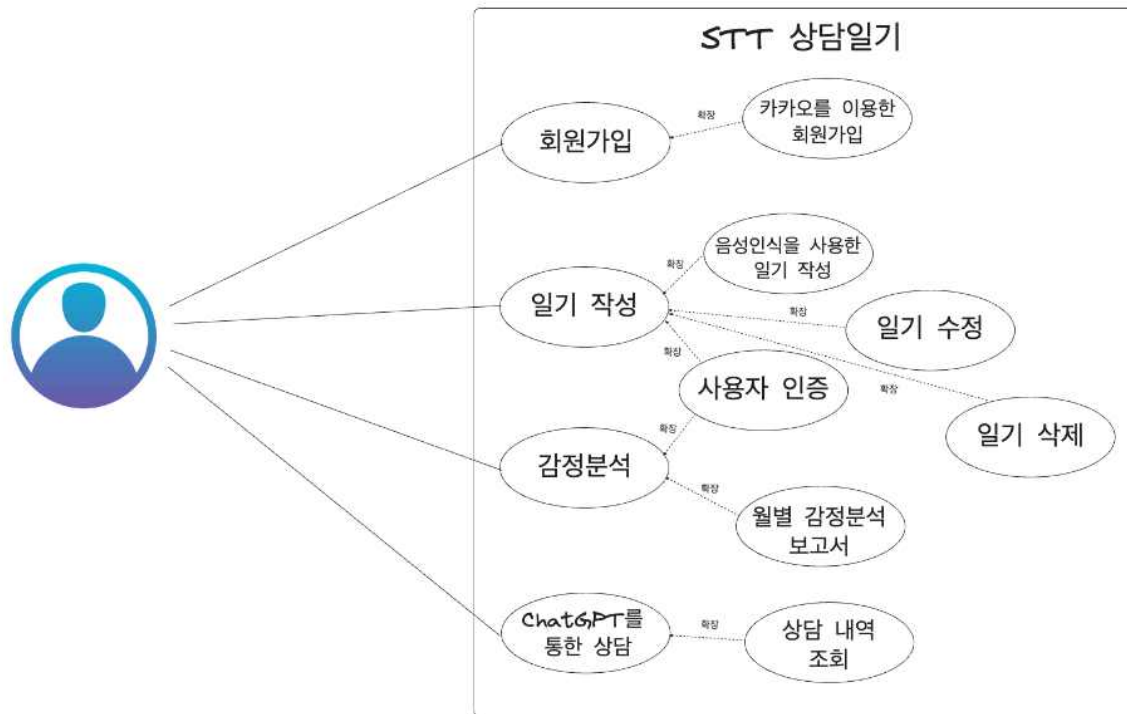 STT 상담일기
회원가입
확장
카카오를 이용한
회원가입
일기 작성
확장
음성인식을 사용한
일기 작성
확장
일기 수정
확장
사용자 인증
확장
일기 삭제
감정분석
확장
확장
월별 감정분석
보고서
ChatGPT를
통한 상담
확장
상담 내역
조회